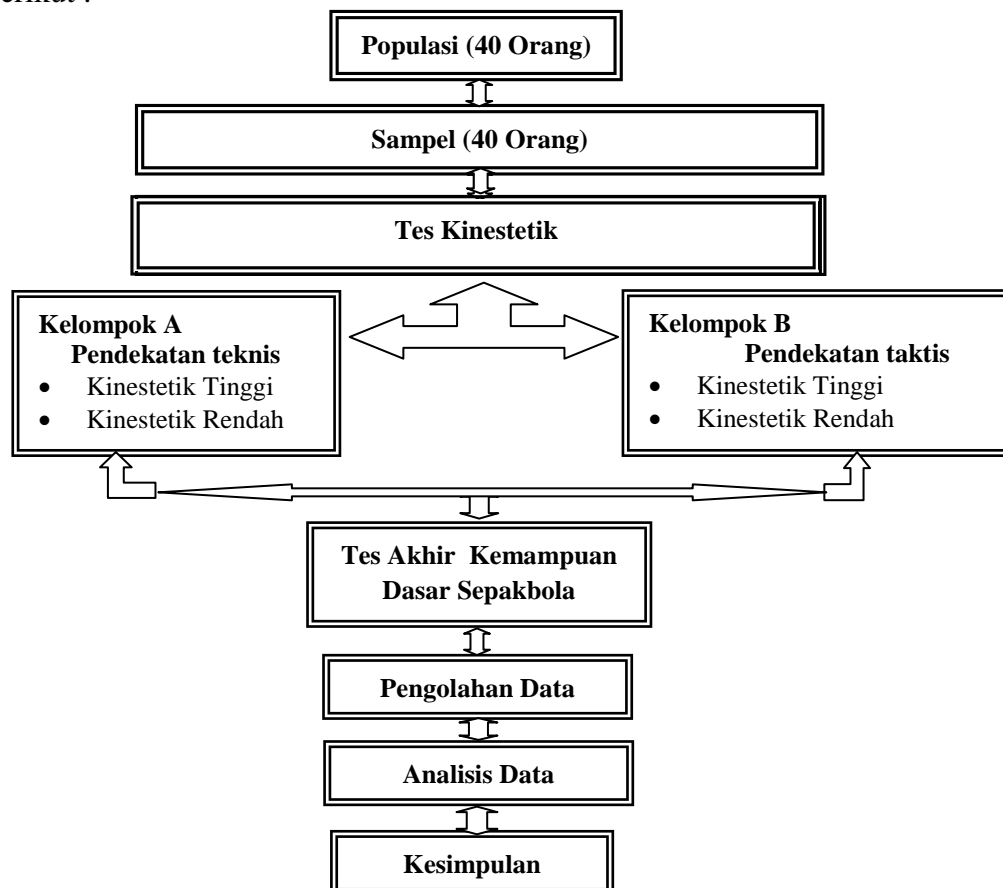 Populasi (40 Orang)
Sampel (40 Orang)
Tes Kinestetik
Kelompok A
Pendekatan teknis
• Kinestetik Tinggi
• Kinestetik Rendah
Kelompok B
Pendekatan taktis
• Kinestetik Tinggi
• Kinestetik Rendah
Tes Akhir Kemampuan
Dasar Sepakbola
Pengolahan Data
Analisis Data
Kesimpulan